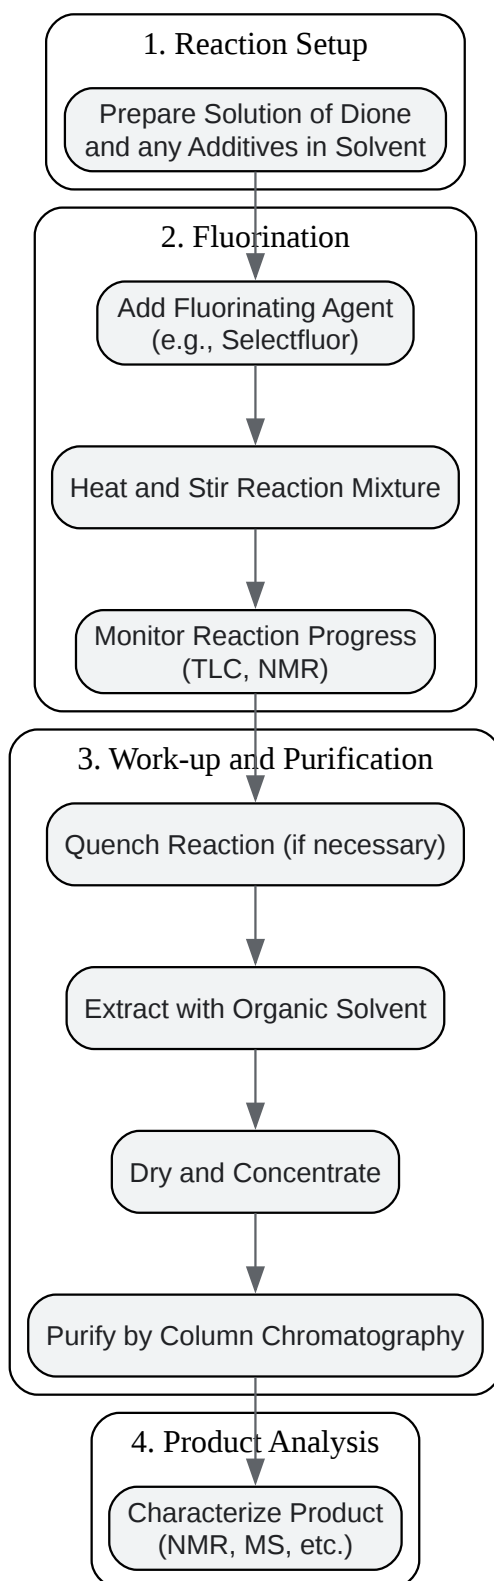 1. Reaction Setup
Prepare Solution of Dione
and any Additives in Solvent
2. Fluorination
Add Fluorinating Agent
(e.g., Selectfluor)
Heat and Stir Reaction Mixture
Monitor Reaction Progress
(TLC, NMR)
3. Work-up and Purification
Quench Reaction (if necessary)
Extract with Organic Solvent
Dry and Concentrate
Purify by Column Chromatography
4. Product Analysis
Characterize Product
(NMR, MS, etc.)